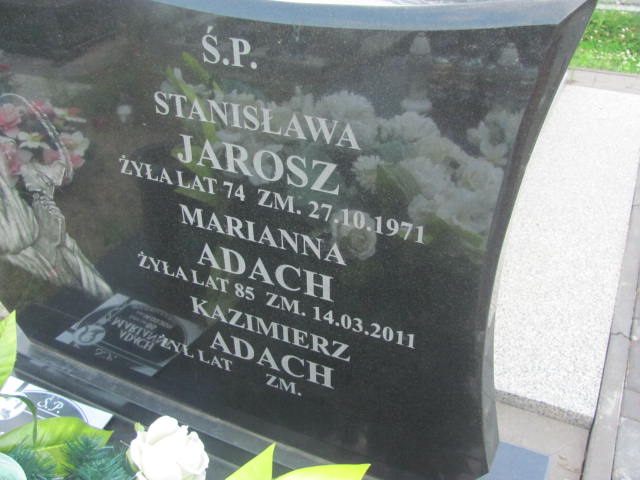 Ś.P.
STANISŁAWA
JAROSZ
ŻYŁA LAT 74 ZM. 27.10.1971
MARIANNA
ADACH
ŻYŁA LAT 85 ZM. 14.03.2011
KAZIMIERZ
ADACH
ŻYŁ LAT ZM.
Ś.P.